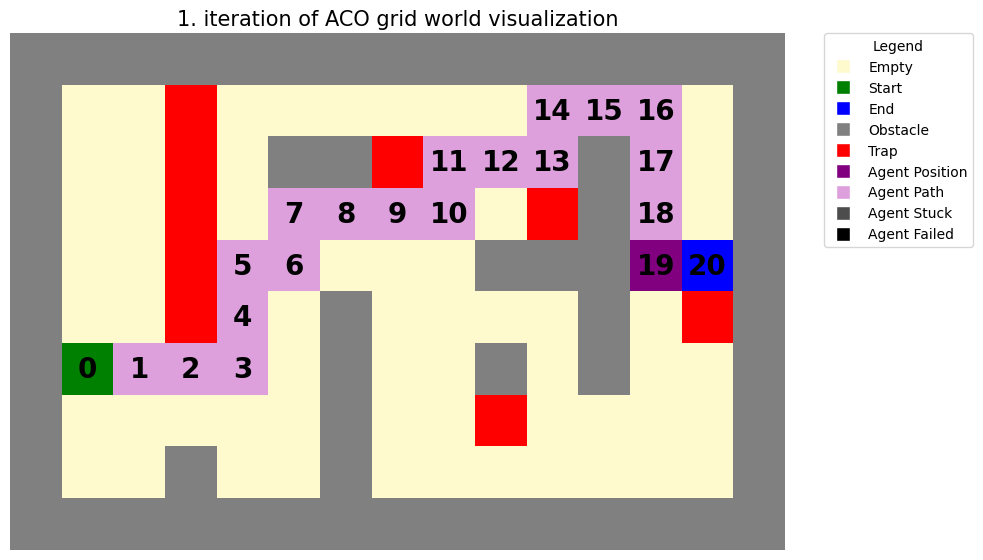 1. iteration of ACO grid world visualization
Legend
Empty
Start
End
Obstacle
Trap
Agent Position
Agent Path
Agent Stuck
Agent Failed
14 15 16
11 12 13 17
7 8 9 10 18
5 6 19 20
4
0 1 2 3